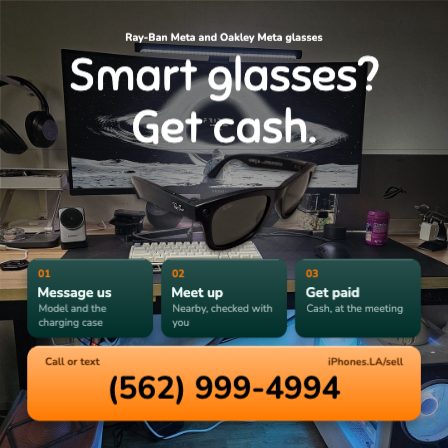 Ray-Ban Meta and Oakley Meta glasses
Smart glasses?
Get cash.
01
Message us
Model and the
charging case
02
Meet up
Nearby, checked with
you
03
Get paid
Cash, at the meeting
Call or text
iPhones.LA/sell
(562) 999-4994